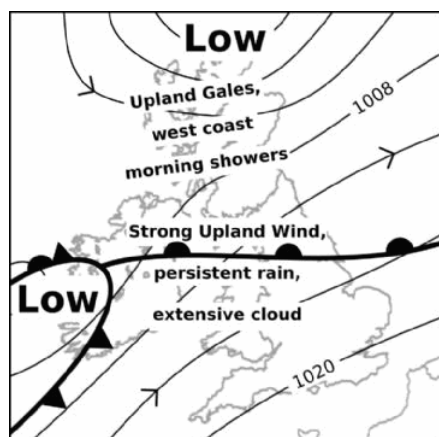 Low
Upland Gales,
west coast
morning showers
1008
Strong Upland Wind,
persistent rain,
extensive cloud
Low
1020